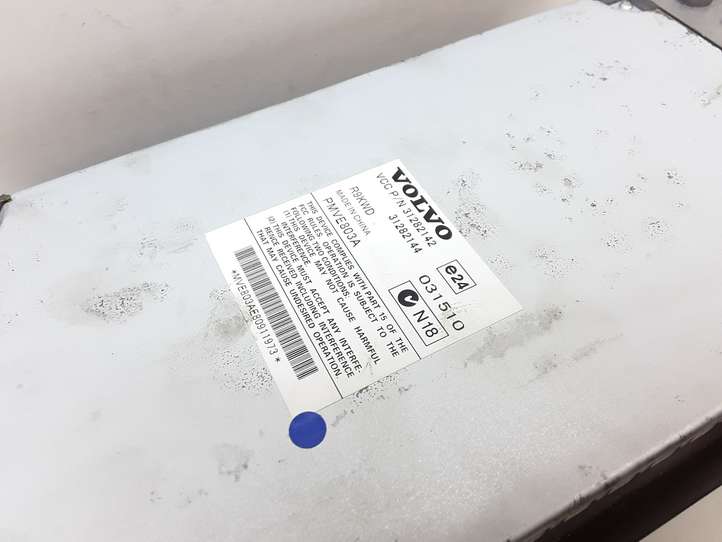 VOLVO
VCC P/N 31282142
31282144
e24
031510
N18
R9KWD
MADE IN CHINA
PMVE803A
THIS DEVICE COMPLIES WITH PART 15 OF THE
FCC RULES. OPERATION IS SUBJECT TO THE
FOLLOWING TWO CONDITIONS:
(1) THIS DEVICE MAY NOT CAUSE HARMFUL
INTERFERENCE
(2) THIS DEVICE MUST ACCEPT ANY INTERFE-
RENCE RECEIVED INCLUDING INTERFERENCE
THAT MAY CAUSE UNDESIRED OPERATION.
*MVE803AE80911973*